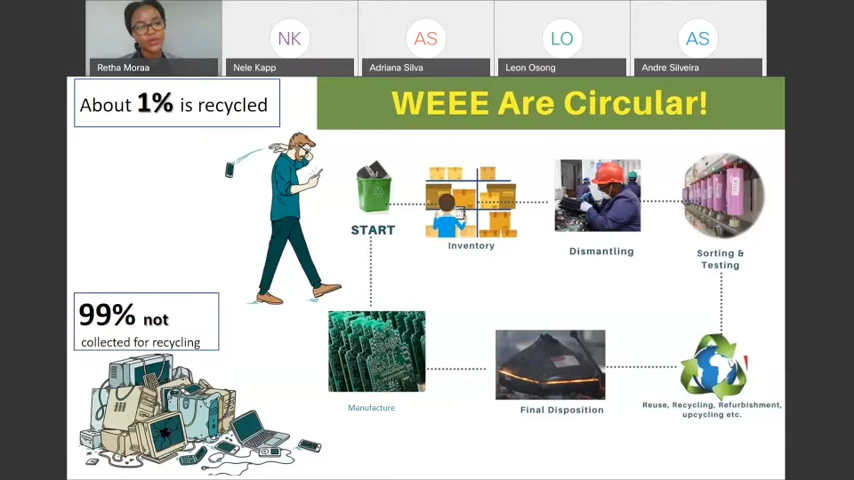 NK
AS
LO
AS
Retha Moraa
Nele Kapp
Adriana Silva
Leon Osong
Andre Silveira
About 1% is recycled
WEEE Are Circular!
START
Inventory
Dismantling
Sorting &
Testing
99% not
collected for recycling
Manufacture
Final Disposition
Reuse, Recycling, Refurbishment,
upcycling etc.